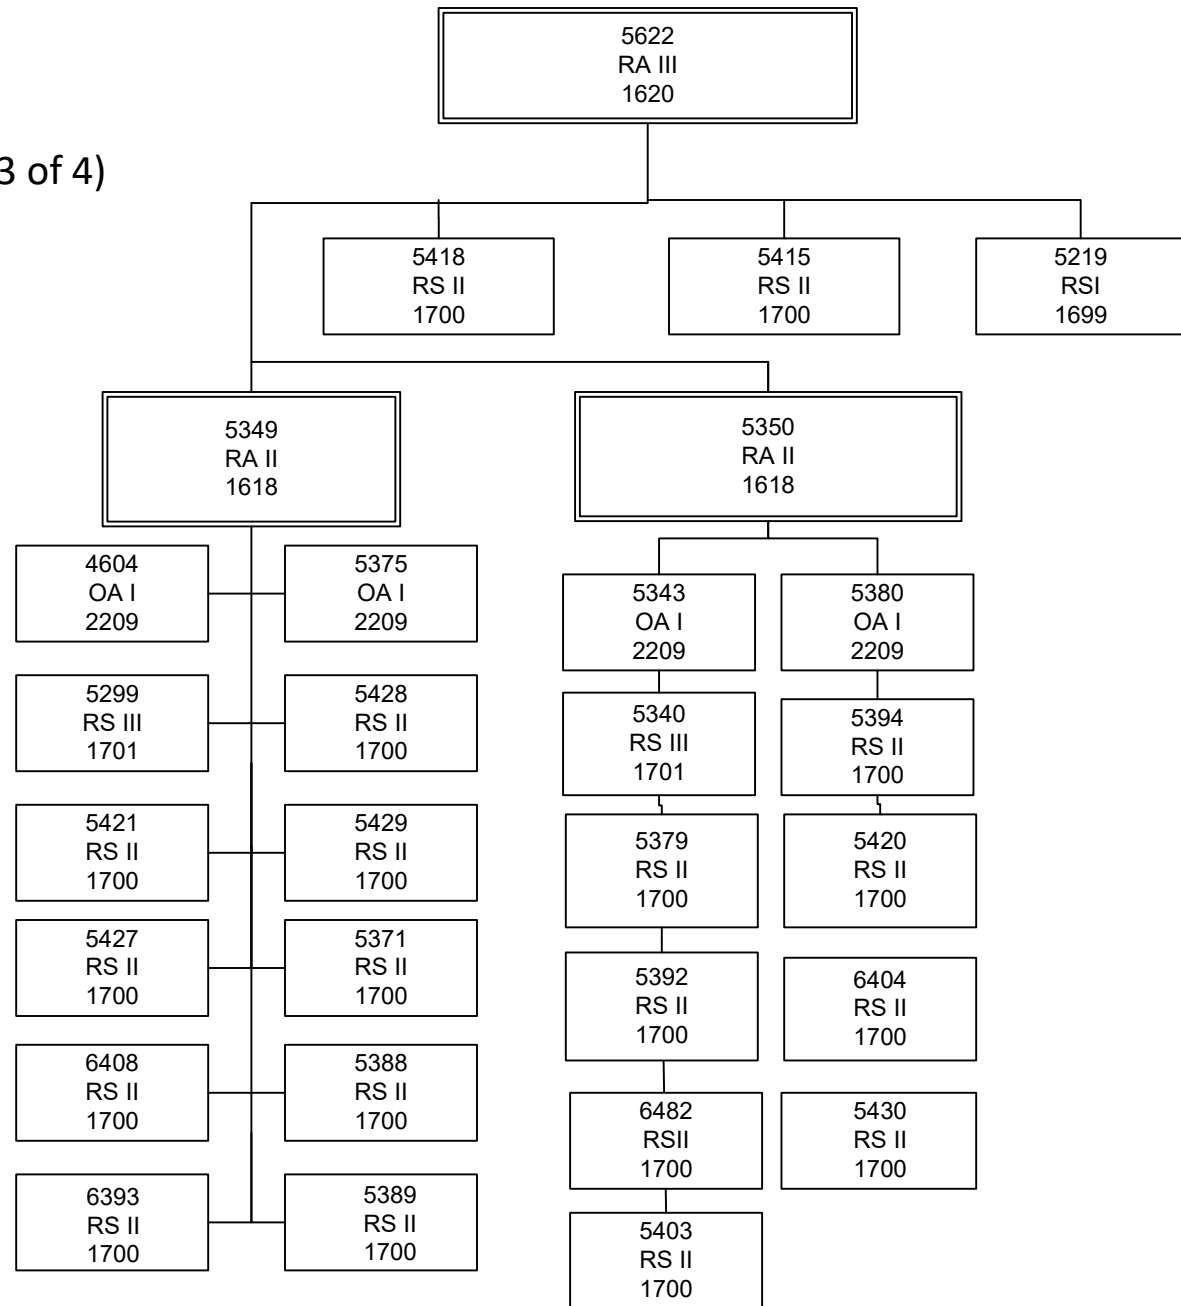 5622
RA III
1620
3 of 4)
5418
RS II
1700
5415
RS II
1700
5219
RSI
1699
5349
RA II
1618
5350
RA II
1618
4604
OA I
2209
5375
OA I
2209
5343
OA I
2209
5380
OA I
2209
5299
RS III
1701
5428
RS II
1700
5340
RS III
1701
5394
RS II
1700
5421
RS II
1700
5429
RS II
1700
5379
RS II
1700
5420
RS II
1700
5427
RS II
1700
5371
RS II
1700
5392
RS II
1700
6404
RS II
1700
6408
RS II
1700
5388
RS II
1700
6482
RSII
1700
5430
RS II
1700
6393
RS II
1700
5389
RS II
1700
5403
RS II
1700